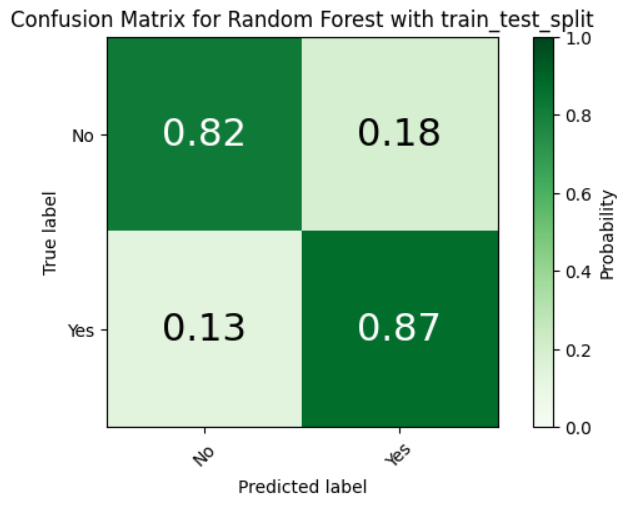 Confusion Matrix for Random Forest with train_test_split
True label
No
0.82
0.18
Yes
0.13
0.87
No
Yes
Predicted label
1.0
0.8
0.6
0.4
0.2
0.0
Probability